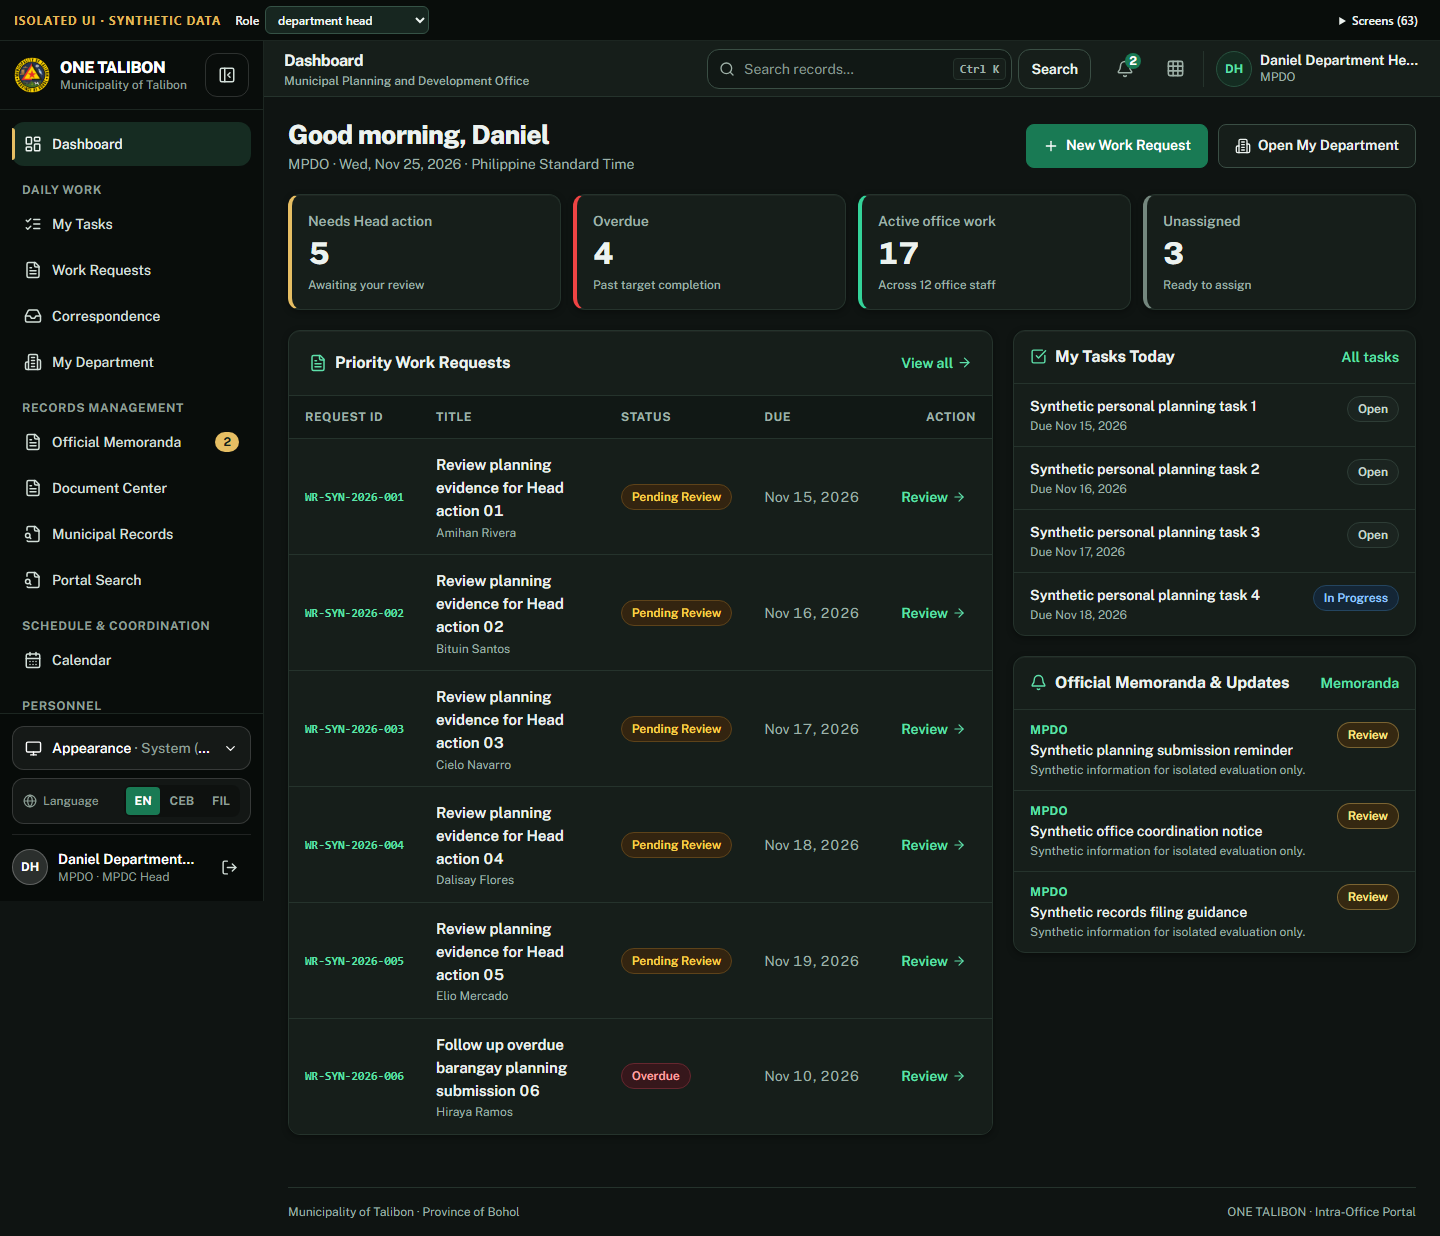 ISOLATED UI · SYNTHETIC DATA
Role
department head
Screens (63)
ONE TALIBON
Municipality of Talibon
Dashboard
Municipal Planning and Development Office
Search records...
Ctrl K
Search
2
DH
Daniel Department He...
MPDO
Dashboard
DAILY WORK
My Tasks
Work Requests
Correspondence
My Department
RECORDS MANAGEMENT
Official Memoranda
2
Document Center
Municipal Records
Portal Search
SCHEDULE & COORDINATION
Calendar
PERSONNEL
Appearance · System (...
Language
EN
CEB
FIL
DH
Daniel Department...
MPDO · MPDC Head
Good morning, Daniel
MPDO · Wed, Nov 25, 2026 · Philippine Standard Time
New Work Request
Open My Department
Needs Head action
5
Awaiting your review
Overdue
4
Past target completion
Active office work
17
Across 12 office staff
Unassigned
3
Ready to assign
Priority Work Requests
View all
REQUEST ID
TITLE
STATUS
DUE
ACTION
WR-SYN-2026-001
Review planning
evidence for Head
action 01
Amihan Rivera
Pending Review
Nov 15, 2026
Review
WR-SYN-2026-002
Review planning
evidence for Head
action 02
Bituin Santos
Pending Review
Nov 16, 2026
Review
WR-SYN-2026-003
Review planning
evidence for Head
action 03
Cielo Navarro
Pending Review
Nov 17, 2026
Review
WR-SYN-2026-004
Review planning
evidence for Head
action 04
Dalisay Flores
Pending Review
Nov 18, 2026
Review
WR-SYN-2026-005
Review planning
evidence for Head
action 05
Elio Mercado
Pending Review
Nov 19, 2026
Review
WR-SYN-2026-006
Follow up overdue
barangay planning
submission 06
Hiraya Ramos
Overdue
Nov 10, 2026
Review
My Tasks Today
All tasks
Synthetic personal planning task 1
Due Nov 15, 2026
Open
Synthetic personal planning task 2
Due Nov 16, 2026
Open
Synthetic personal planning task 3
Due Nov 17, 2026
Open
Synthetic personal planning task 4
Due Nov 18, 2026
In Progress
Official Memoranda & Updates
Memoranda
MPDO
Synthetic planning submission reminder
Synthetic information for isolated evaluation only.
Review
MPDO
Synthetic office coordination notice
Synthetic information for isolated evaluation only.
Review
MPDO
Synthetic records filing guidance
Synthetic information for isolated evaluation only.
Review
Municipality of Talibon · Province of Bohol
ONE TALIBON · Intra-Office Portal